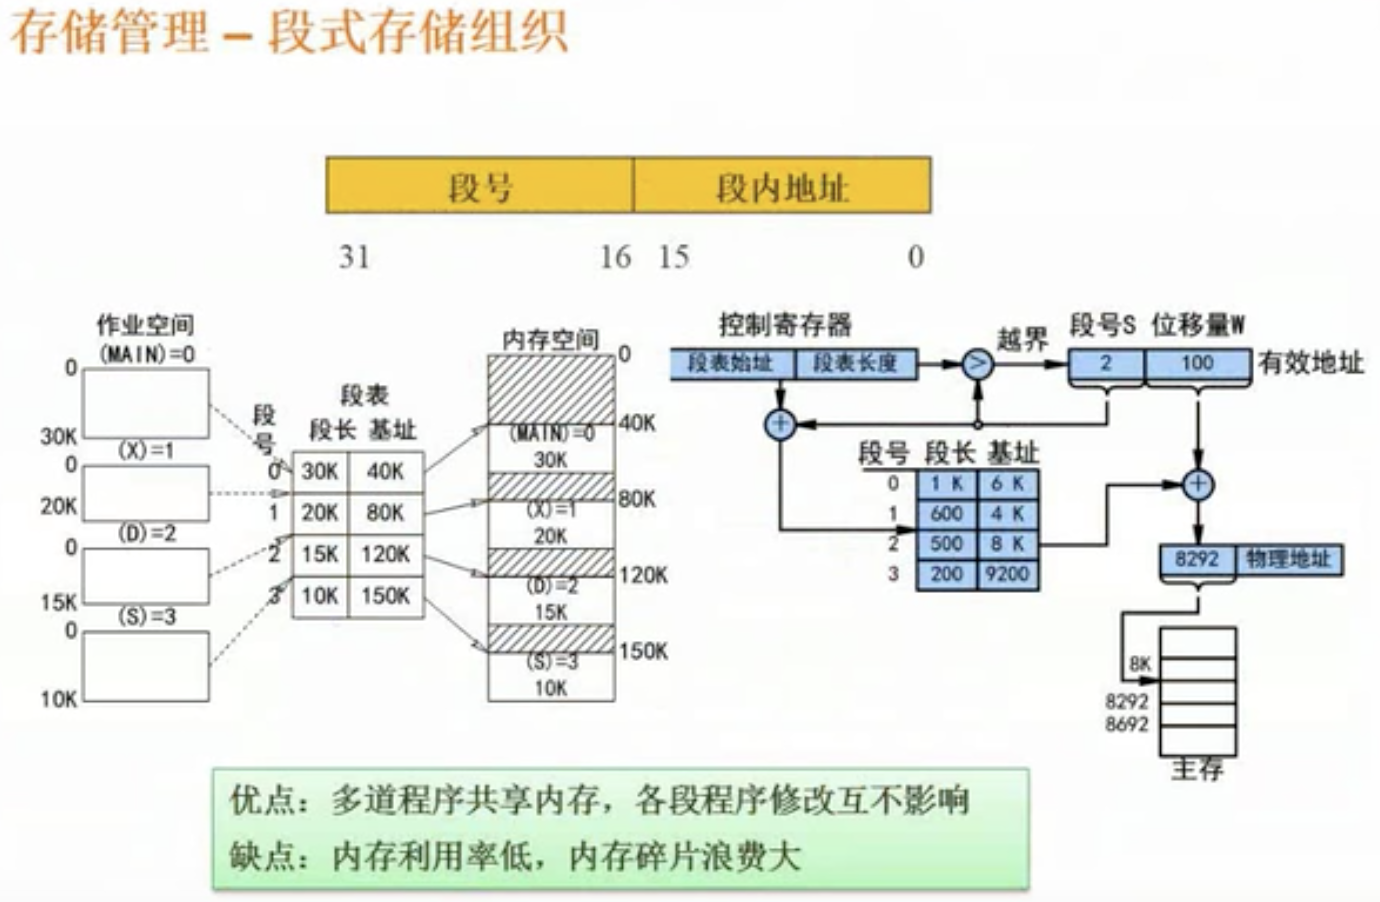 存储管理 – 段式存储组织
段号 段内地址
31 16 15 0
作业空间
(MAIN)=0
0
30K
(X)=1
0
20K
(D)=2
0
15K
(S)=3
0
10K
段表
段号 段长 基址
0 30K 40K
1 20K 80K
2 15K 120K
3 10K 150K
内存空间
0
40K
(MAIN)=0
30K
80K
(X)=1
20K
120K
(D)=2
15K
150K
(S)=3
10K
控制寄存器
段表始址 段表长度
>
越界
段号S 位移量W
2 100 有效地址
+
段号 段长 基址
0 1 K 6 K
1 600 4 K
2 500 8 K
3 200 9200
+
8292 物理地址
8K
8292
8692
主存
优点：多道程序共享内存，各段程序修改互不影响
缺点：内存利用率低，内存碎片浪费大